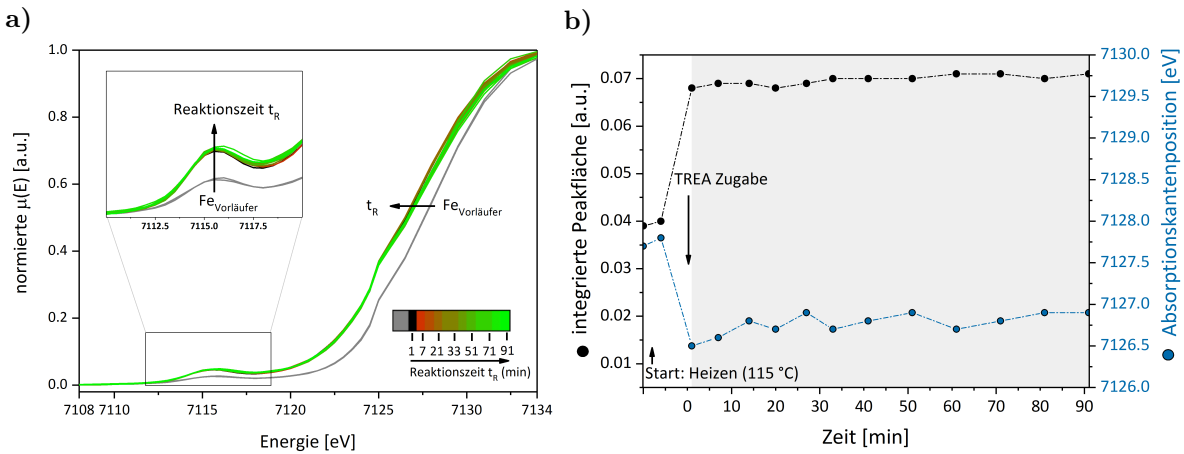 a)
normierte μ(E) [a.u.]
1.0
0.8
0.6
0.4
0.2
0.0
Reaktionszeit t_R
Fe_Vorläufer
7112.5 7115.0 7117.5
t_R Fe_Vorläufer
1 7 21 33 51 71 91
Reaktionszeit t_R (min)
7108 7110 7115 7120 7125 7130 7134
Energie [eV]
b)
integrierte Peakfläche [a.u.]
0.07
0.06
0.05
0.04
0.03
0.02
0.01
TREA Zugabe
Start: Heizen (115 °C)
0 10 20 30 40 50 60 70 80 90
Zeit [min]
7130.0
7129.5
7129.0
7128.5
7128.0
7127.5
7127.0
7126.5
7126.0
Absorptionskantenposition [eV]